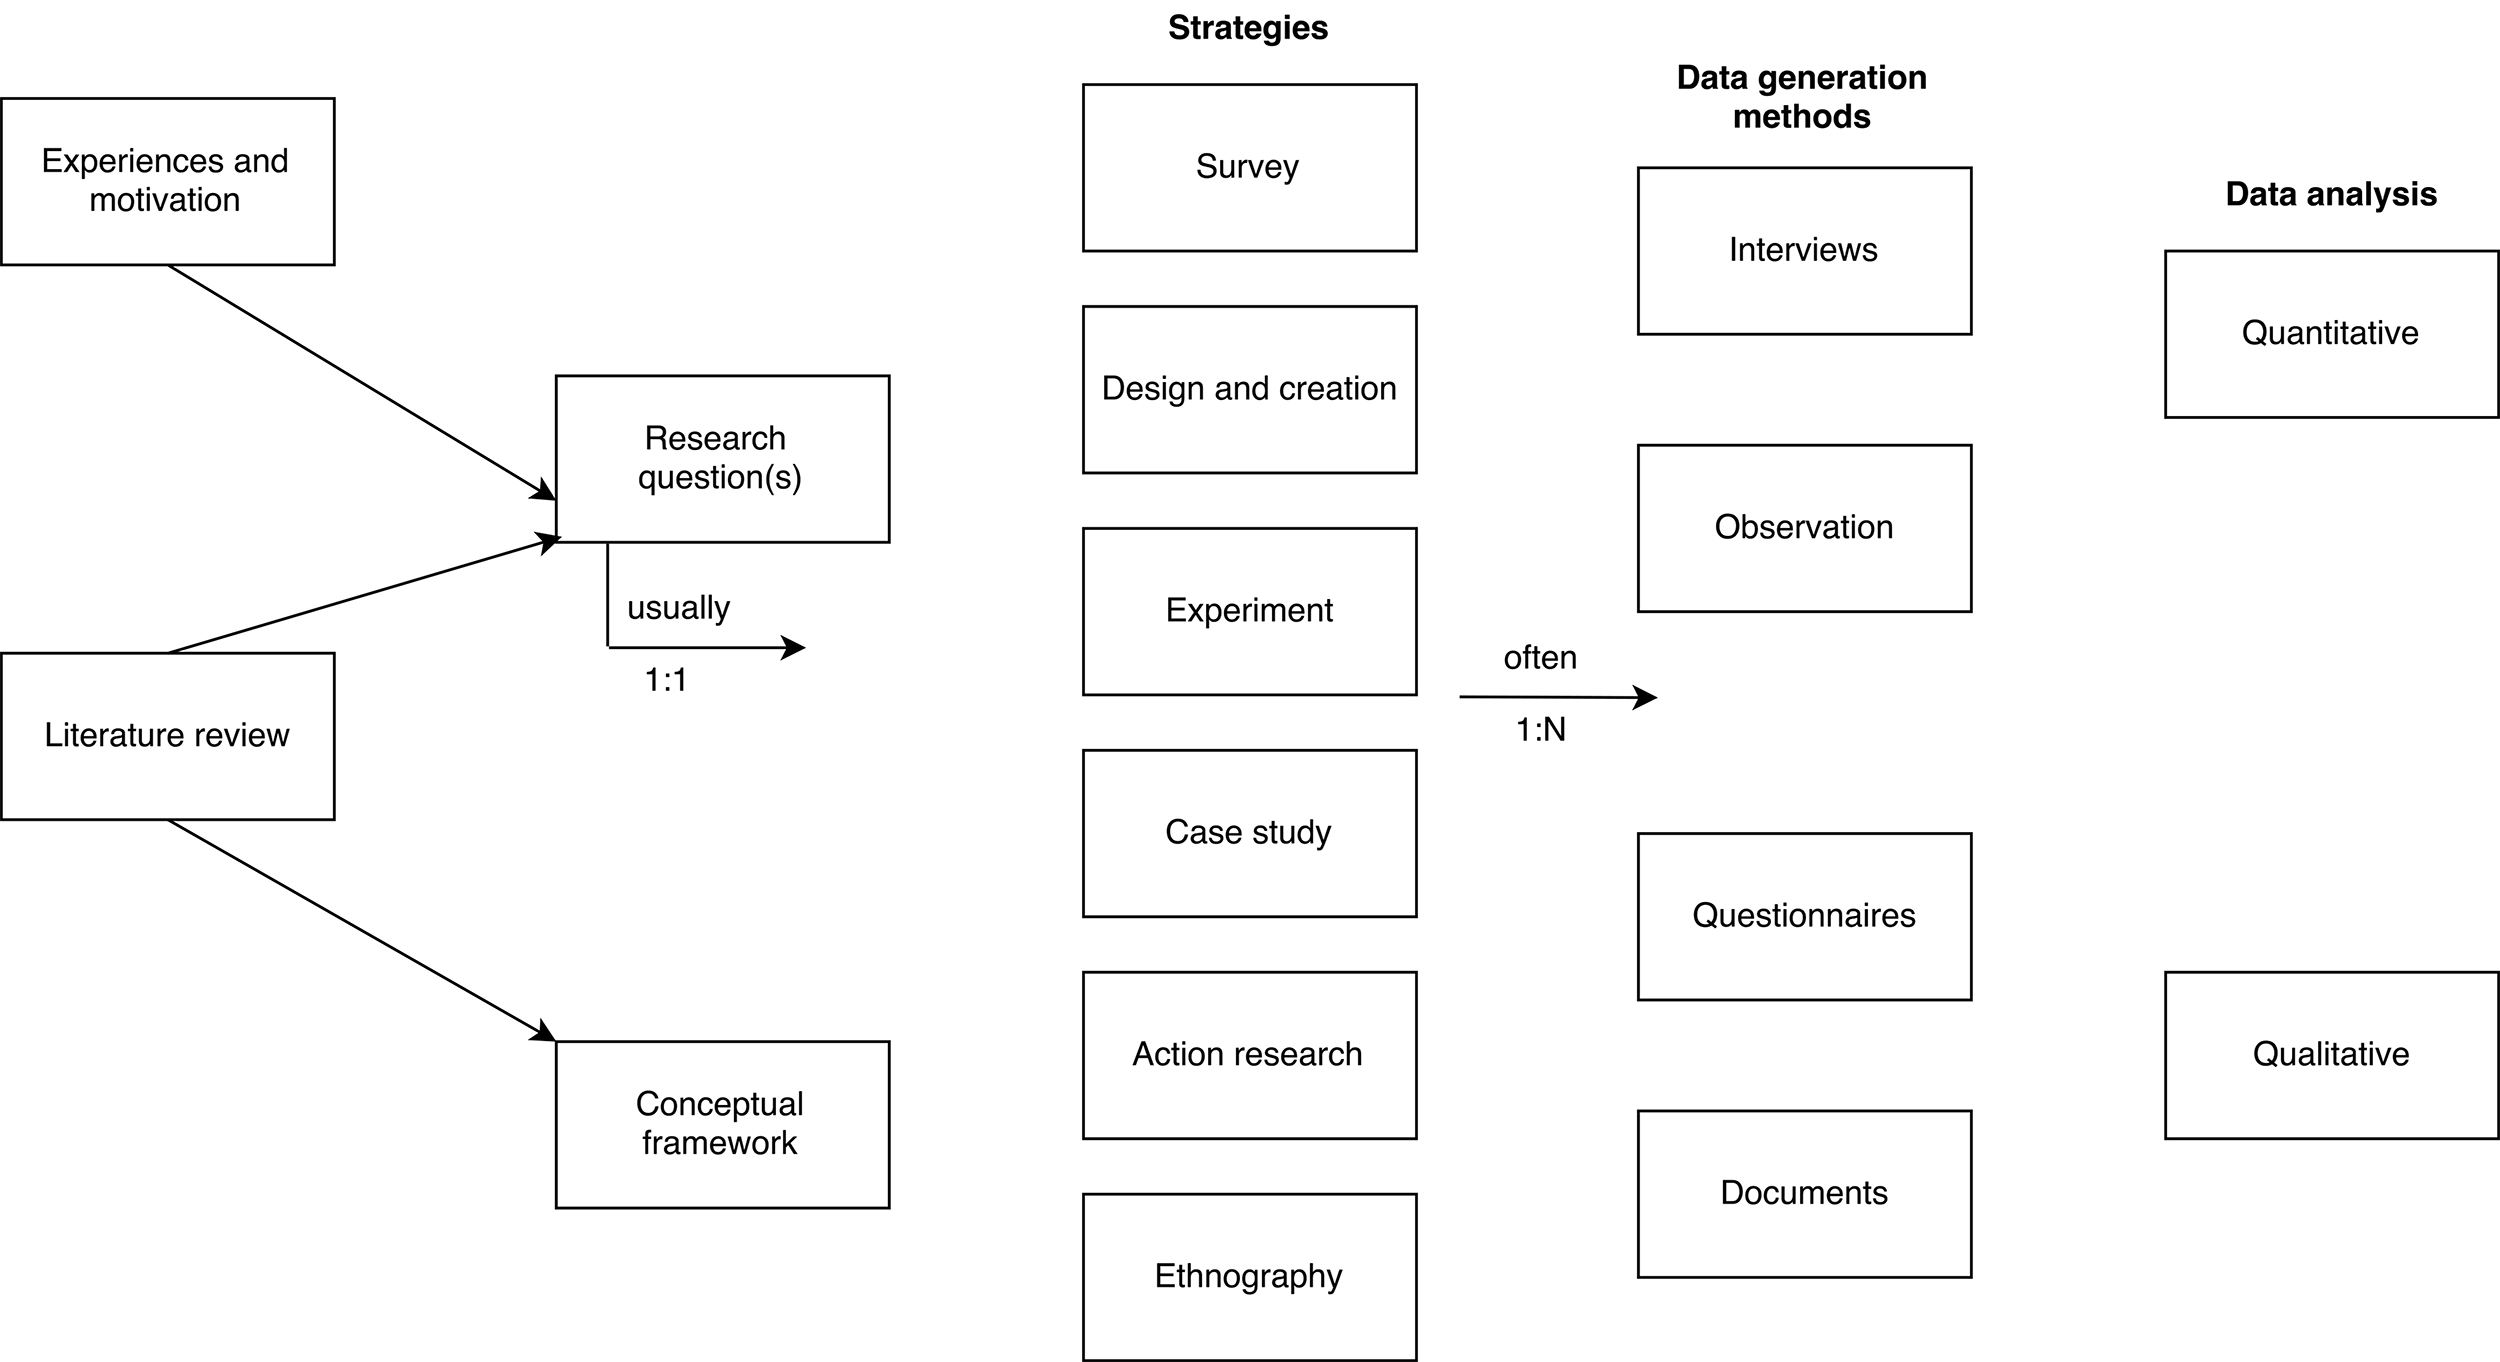 Experiences and
motivation
Literature review
Research
question(s)
usually
1:1
Conceptual
framework
Strategies
Survey
Design and creation
Experiment
Case study
Action research
Ethnography
often
1:N
Data generation
methods
Interviews
Observation
Questionnaires
Documents
Data analysis
Quantitative
Qualitative